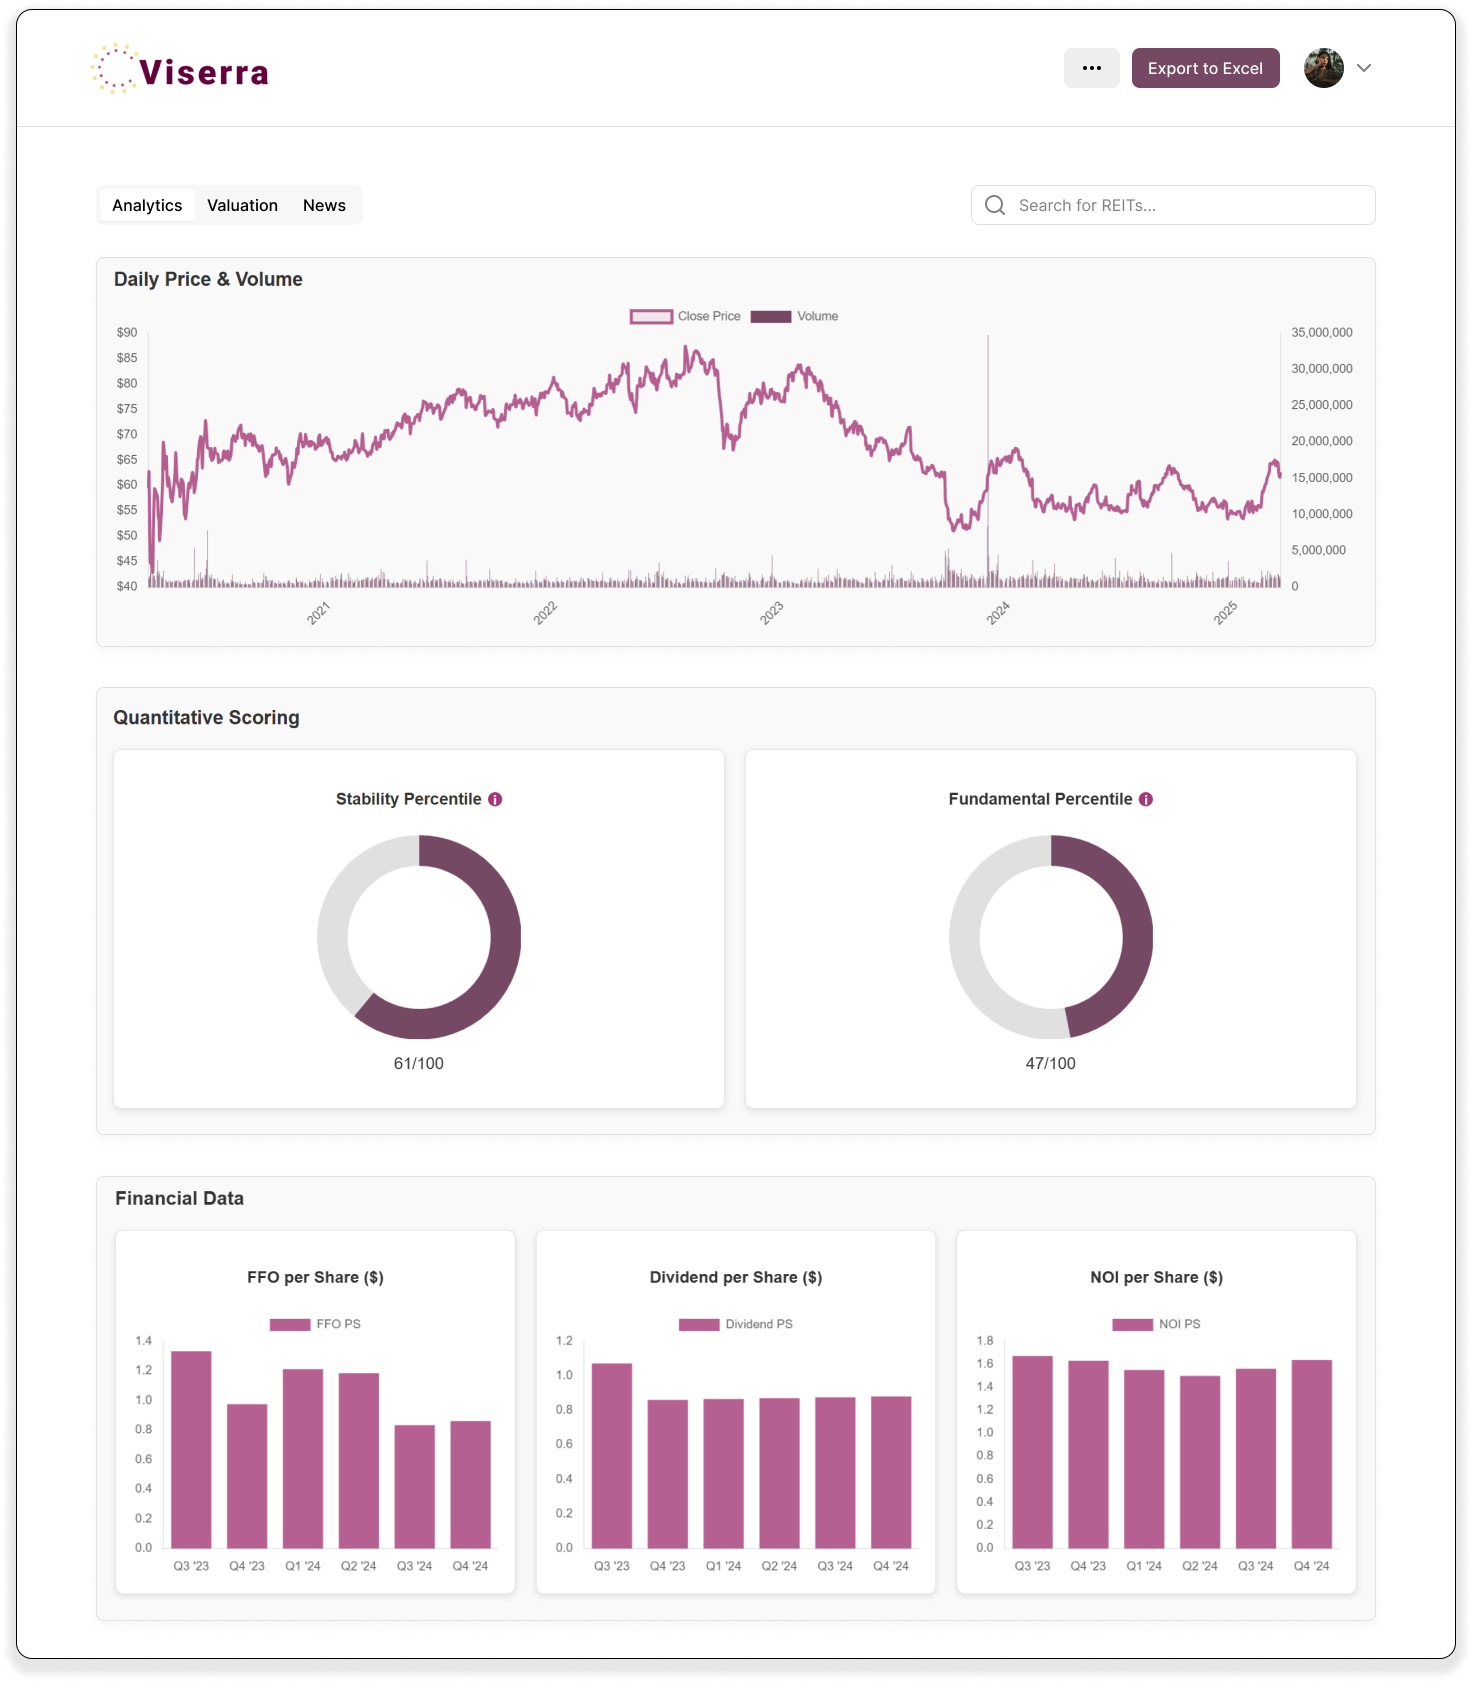 Viserra
Export to Excel
Analytics Valuation News
Search for REITs...
Daily Price & Volume
Close Price Volume
$90 35,000,000
$85 30,000,000
$80 25,000,000
$75 20,000,000
$70 15,000,000
$65 10,000,000
$60 5,000,000
$55 0
$50
$45
$40
2021 2022 2023 2024 2025
Quantitative Scoring
Stability Percentile i
61/100
Fundamental Percentile i
47/100
Financial Data
FFO per Share ($)
FFO PS
1.4
1.2
1.0
0.8
0.6
0.4
0.2
0.0
Q3 '23 Q4 '23 Q1 '24 Q2 '24 Q3 '24 Q4 '24
Dividend per Share ($)
Dividend PS
1.2
1.0
0.8
0.6
0.4
0.2
0.0
Q3 '23 Q4 '23 Q1 '24 Q2 '24 Q3 '24 Q4 '24
NOI per Share ($)
NOI PS
1.8
1.6
1.4
1.2
1.0
0.8
0.6
0.4
0.2
0.0
Q3 '23 Q4 '23 Q1 '24 Q2 '24 Q3 '24 Q4 '24